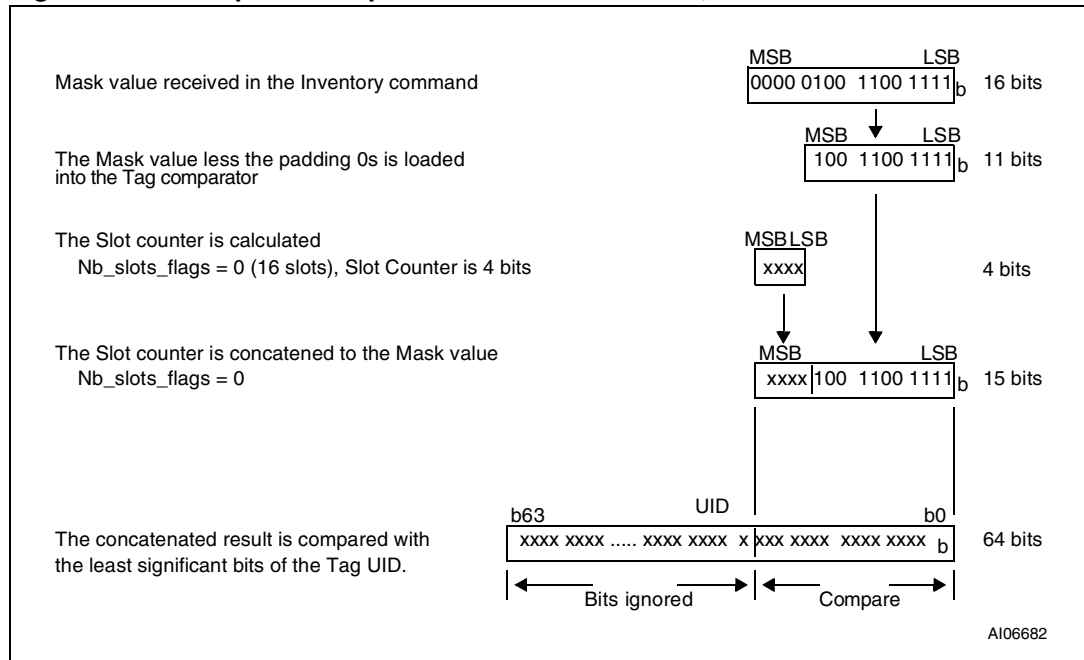 MSB LSB
Mask value received in the Inventory command 0000 0100 1100 1111 b 16 bits
MSB LSB
The Mask value less the padding 0s is loaded 100 1100 1111 b 11 bits
into the Tag comparator
The Slot counter is calculated MSB LSB
Nb_slots_flags = 0 (16 slots), Slot Counter is 4 bits xxxx 4 bits
The Slot counter is concatened to the Mask value MSB LSB
Nb_slots_flags = 0 xxxx 100 1100 1111 b 15 bits
UID
b63 b0
The concatenated result is compared with xxxx xxxx ..... xxxx xxxx x xxx xxxx xxxx xxxx b 64 bits
the least significant bits of the Tag UID.
Bits ignored Compare
AI06682